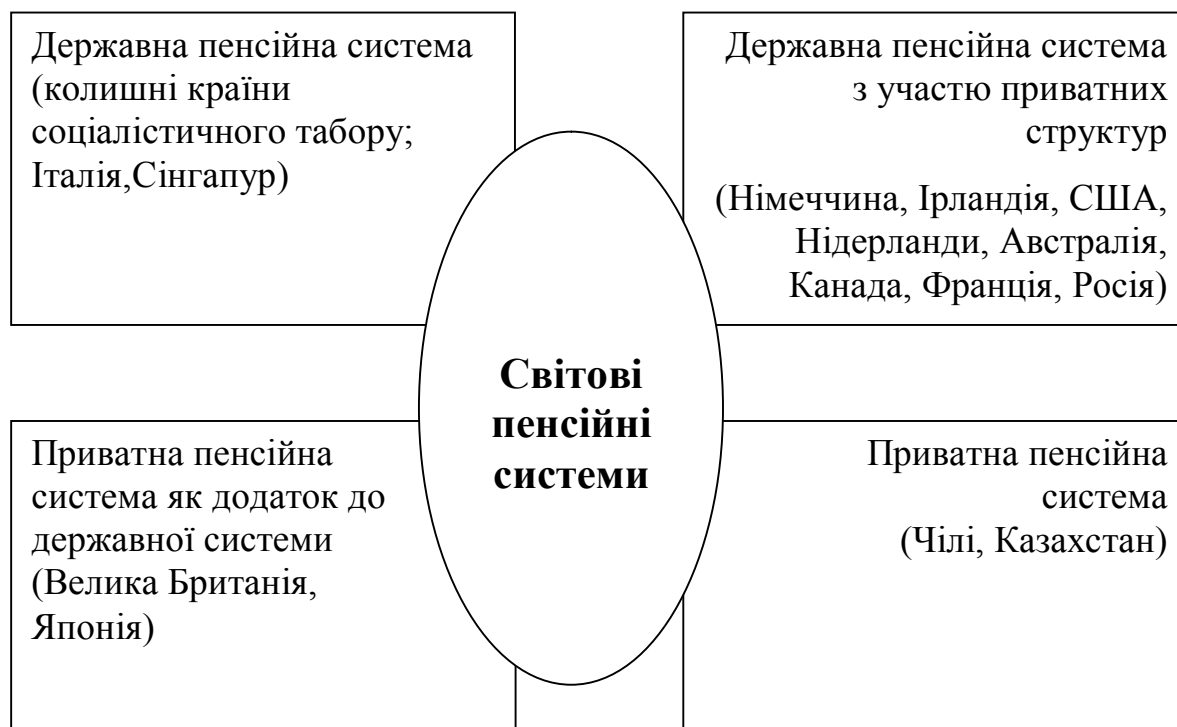 Державна пенсійна система
(колишні країни
соціалістичного табору;
Італія,Сінгапур)
Державна пенсійна система
з участю приватних
структур
(Німеччина, Ірландія, США,
Нідерланди, Австралія,
Канада, Франція, Росія)
Світові
пенсійні
системи
Приватна пенсійна
система як додаток до
державної системи
(Велика Британія,
Японія)
Приватна пенсійна
система
(Чілі, Казахстан)